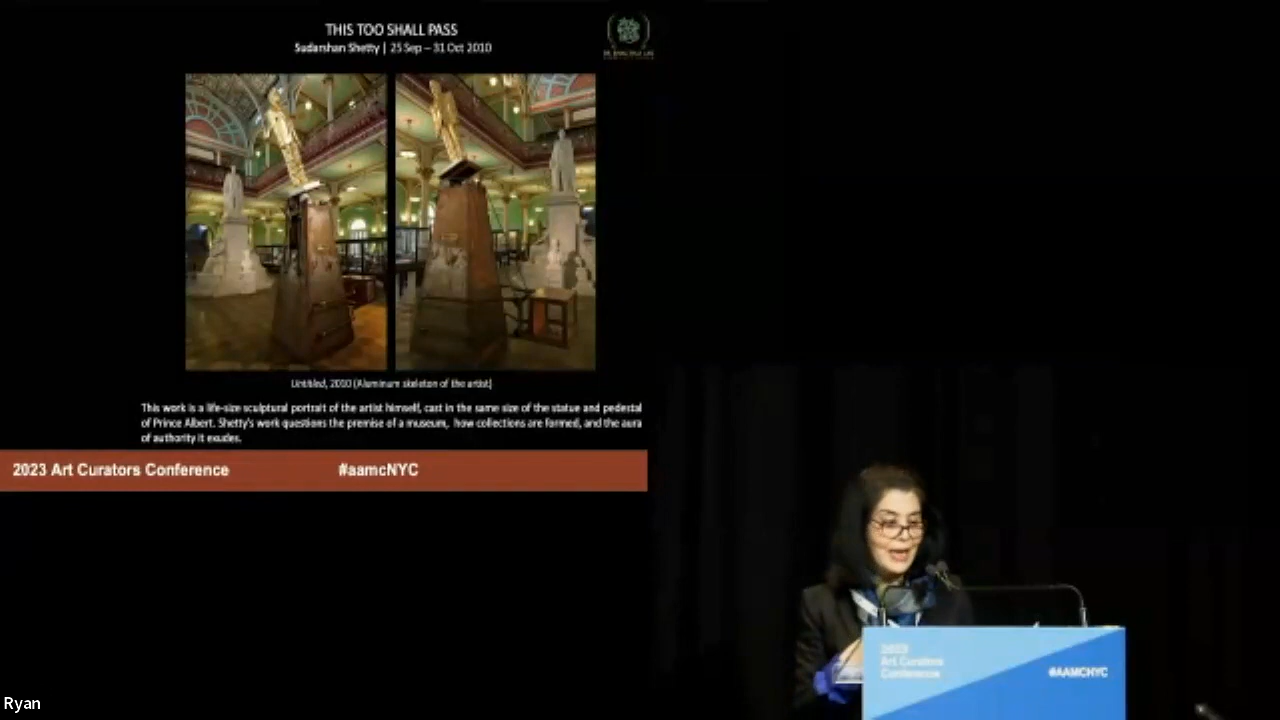 THIS TOO SHALL PASS
Sudarshan Shetty | 25 Sep – 31 Oct 2010
Untitled, 2010 (Aluminum skeleton of the artist)
This work is a life-size sculptural portrait of the artist himself, cast in the same size of the statue and pedestal
of Prince Albert. Shetty's work questions the premise of a museum, how collections are formed, and the aura
of authority it exudes.
2023 Art Curators Conference #aamcNYC
2023
Art Curators
Conference
#AAMCNYC
Ryan